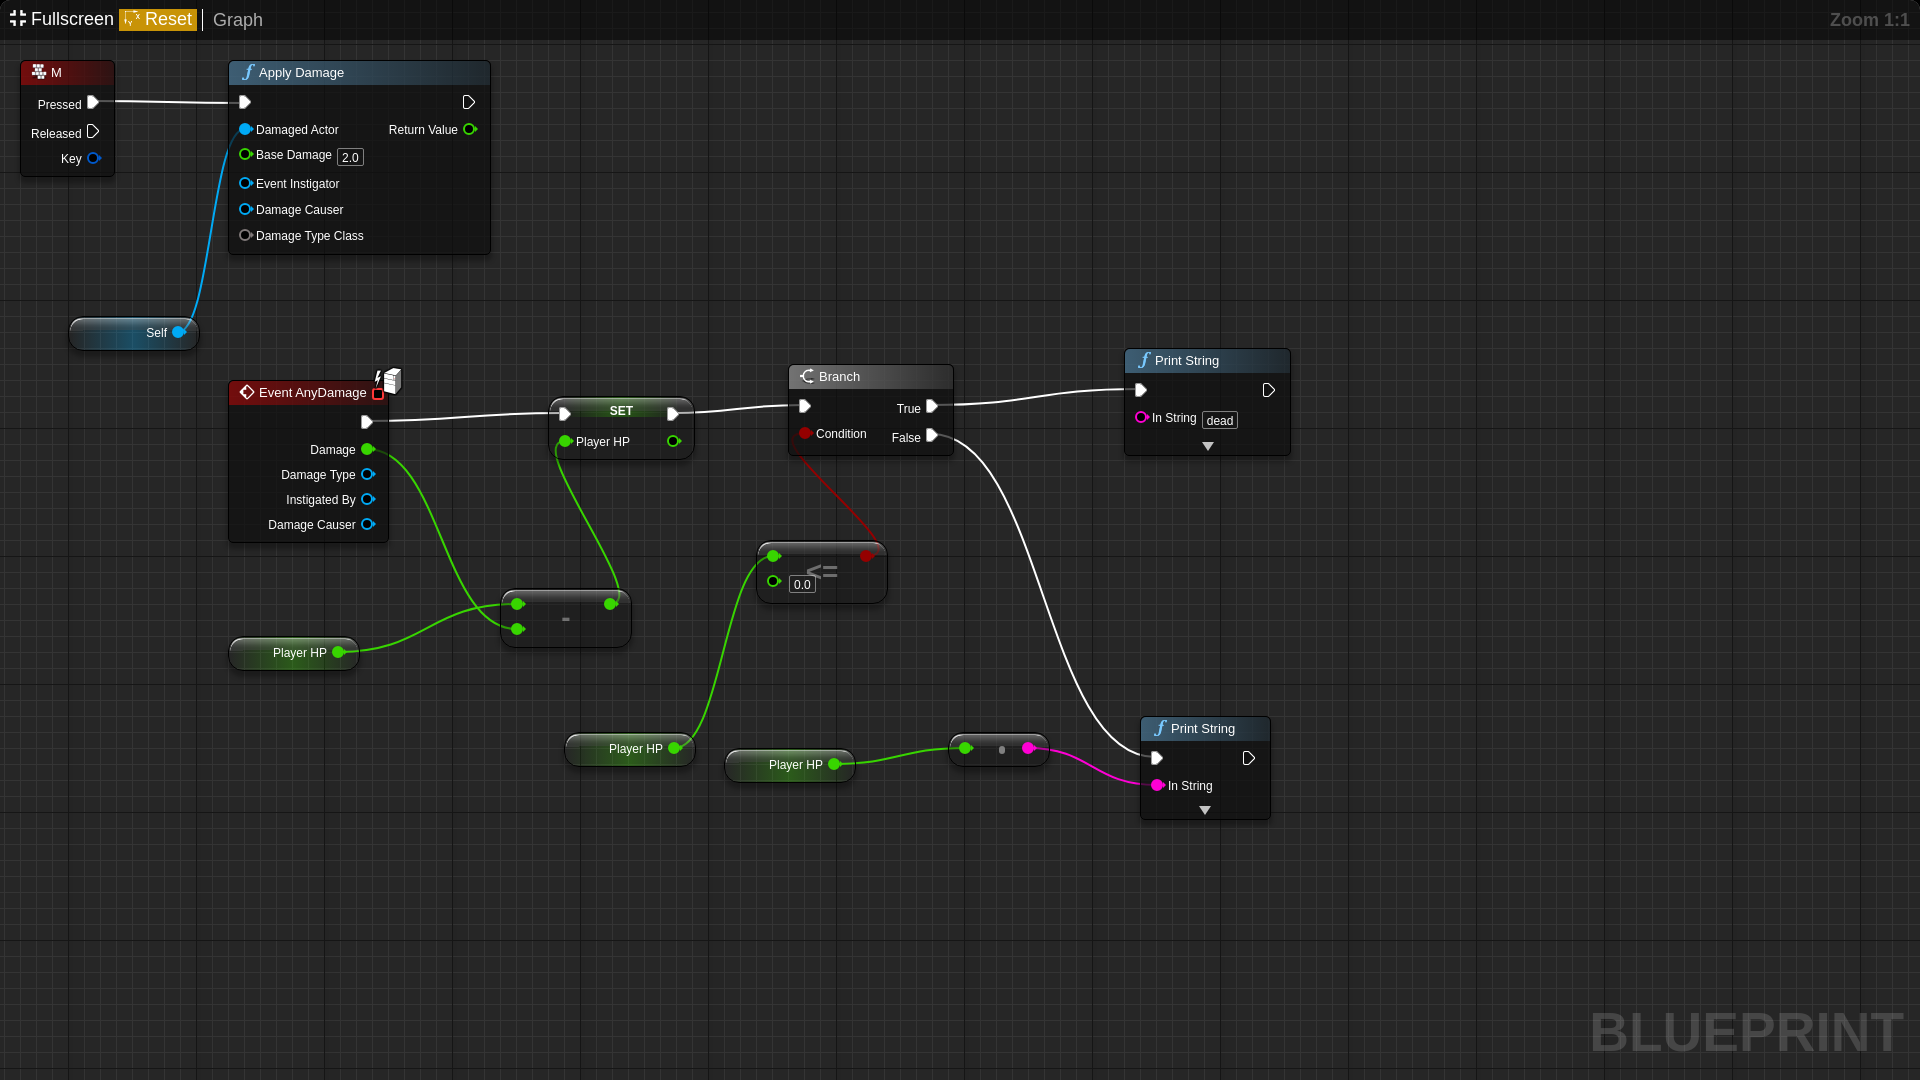 Fullscreen Reset Graph
Zoom 1:1
M
Pressed
Released
Key
Apply Damage
Damaged Actor
Return Value
Base Damage 2.0
Event Instigator
Damage Causer
Damage Type Class
Self
Event AnyDamage
Damage
Damage Type
Instigated By
Damage Causer
SET
Player HP
Branch
True
Condition
False
Print String
In String dead
<=
0.0
-
Player HP
Player HP
Player HP
Print String
In String
BLUEPRINT